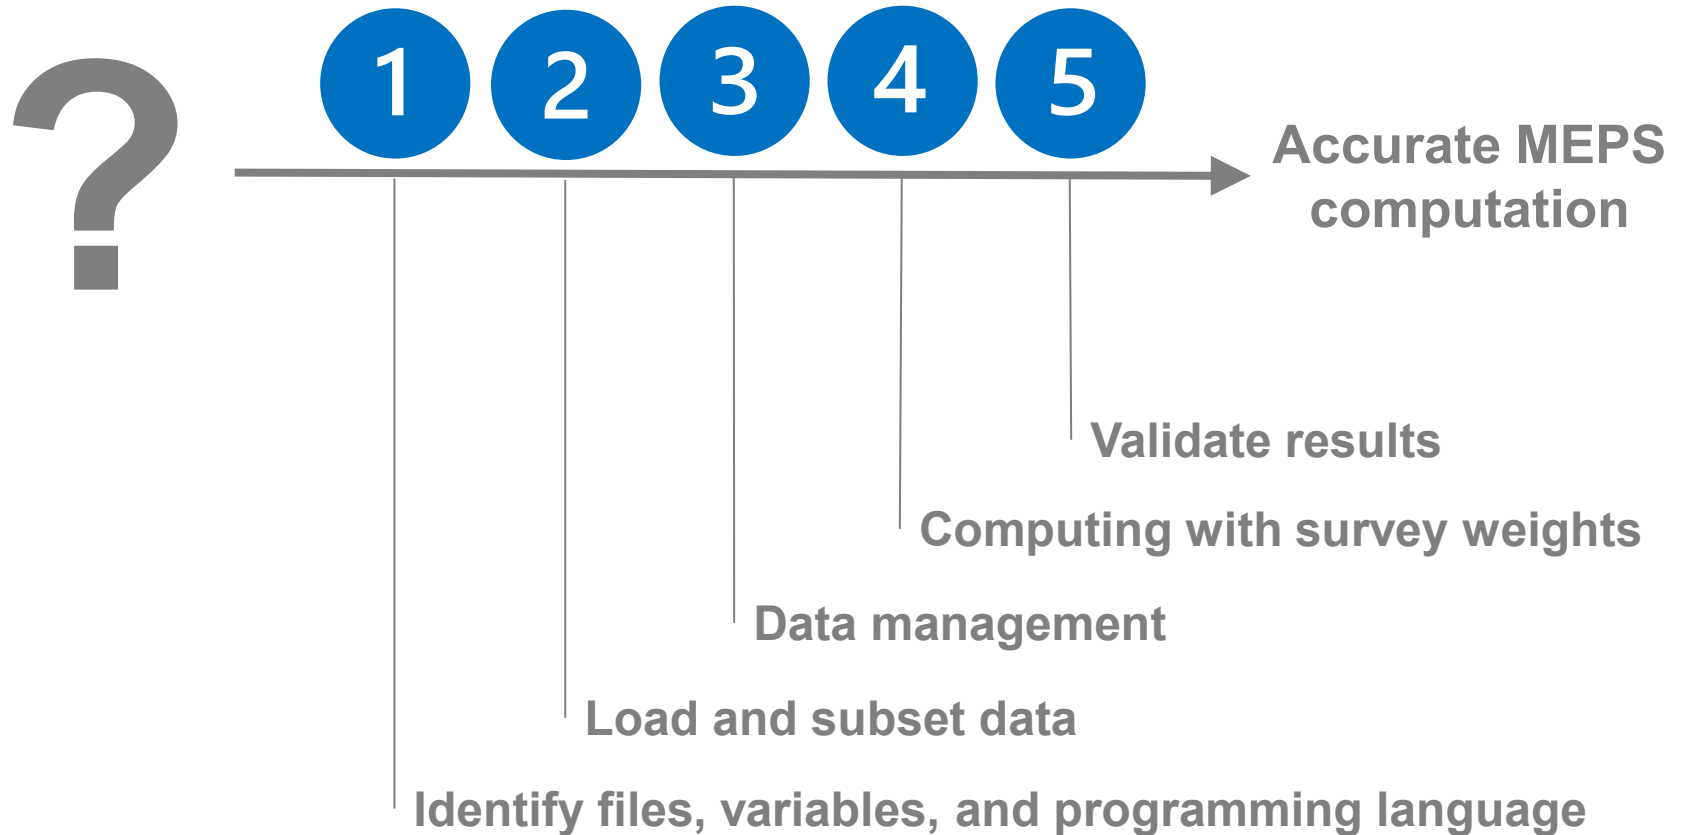 ?
1 2 3 4 5
Accurate MEPS
computation
Validate results
Computing with survey weights
Data management
Load and subset data
Identify files, variables, and programming language